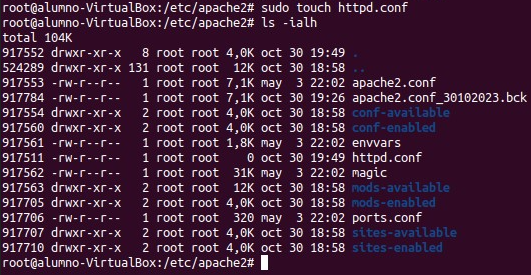 root@alumno-VirtualBox:/etc/apache2# sudo touch httpd.conf
root@alumno-VirtualBox:/etc/apache2# ls -ialh
total 104K
917552 drwxr-xr-x   8 root root 4,0K oct 30 19:49 .
524289 drwxr-xr-x 131 root root  12K oct 30 18:58 ..
917553 -rw-r--r--   1 root root 7,1K may  3 22:02 apache2.conf
917784 -rw-r--r--   1 root root 7,1K oct 30 19:26 apache2.conf_30102023.bck
917554 drwxr-xr-x   2 root root 4,0K oct 30 18:58 conf-available
917560 drwxr-xr-x   2 root root 4,0K oct 30 18:58 conf-enabled
917561 -rw-r--r--   1 root root 1,8K may  3 22:02 envvars
917511 -rw-r--r--   1 root root    0 oct 30 19:49 httpd.conf
917562 -rw-r--r--   1 root root  31K may  3 22:02 magic
917563 drwxr-xr-x   2 root root  12K oct 30 18:58 mods-available
917705 drwxr-xr-x   2 root root 4,0K oct 30 18:58 mods-enabled
917706 -rw-r--r--   1 root root  320 may  3 22:02 ports.conf
917707 drwxr-xr-x   2 root root 4,0K oct 30 18:58 sites-available
917710 drwxr-xr-x   2 root root 4,0K oct 30 18:58 sites-enabled
root@alumno-VirtualBox:/etc/apache2#